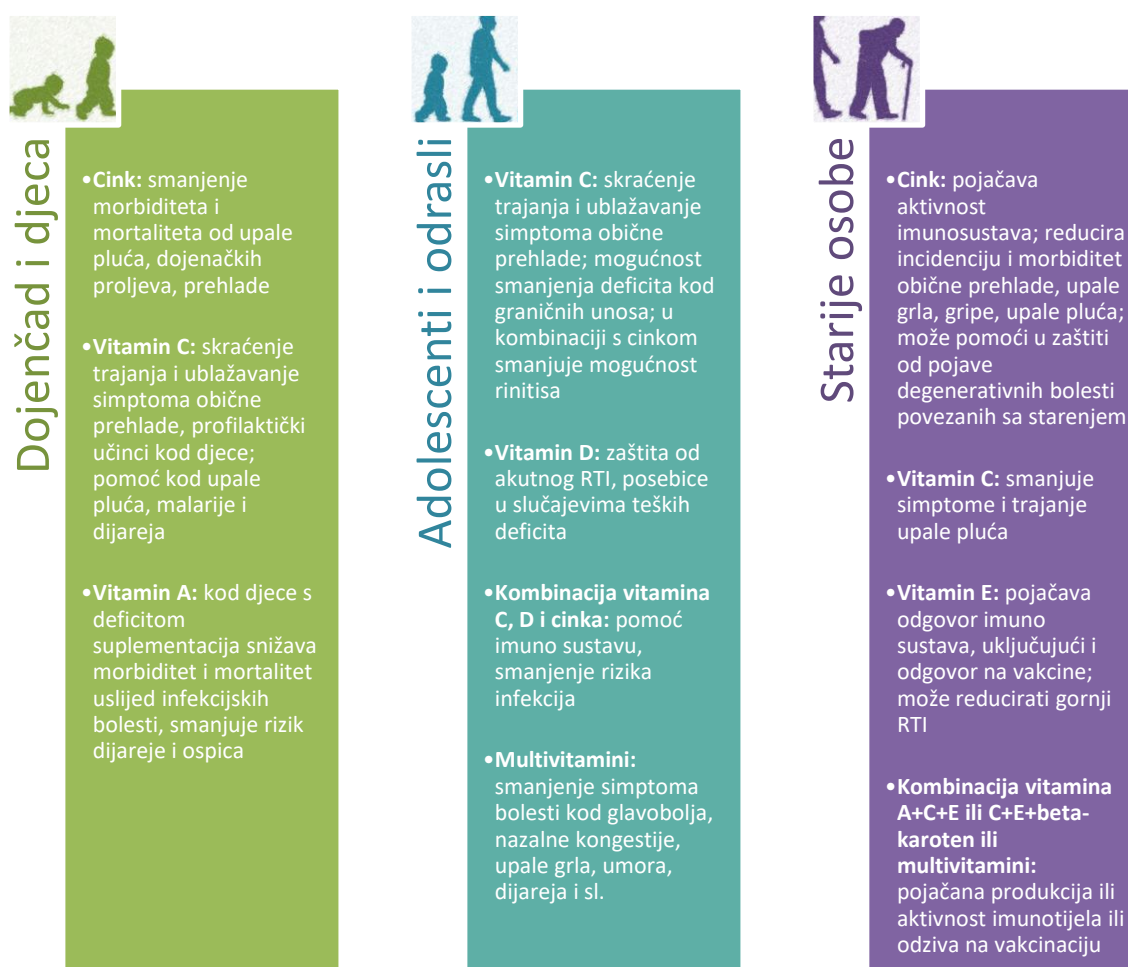 Dojenčad i djeca
•Cink: smanjenje
morbiditeta i
mortaliteta od upale
pluća, dojenačkih
proljeva, prehlade
•Vitamin C: skraćenje
trajanja i ublažavanje
simptoma obične
prehlade, profilaktički
učinci kod djece;
pomoć kod upale
pluća, malarije i
dijareja
•Vitamin A: kod djece s
deficitom
suplementacija snižava
morbiditet i mortalitet
uslijed infekcijskih
bolesti, smanjuje rizik
dijareje i ospica
Adolescenti i odrasli
•Vitamin C: skraćenje
trajanja i ublažavanje
simptoma obične
prehlade; mogućnost
smanjenja deficita kod
graničnih unosa; u
kombinaciji s cinkom
smanjuje mogućnost
rinitisa
•Vitamin D: zaštita od
akutnog RTI, posebice
u slučajevima teških
deficita
•Kombinacija vitamina
C, D i cinka: pomoć
imuno sustavu,
smanjenje rizika
infekcija
•Multivitamini:
smanjenje simptoma
bolesti kod glavobolja,
nazalne kongestije,
upale grla, umora,
dijareja i sl.
Starije osobe
•Cink: pojačava
aktivnost
imunosustava; reducira
incidenciju i morbiditet
obične prehlade, upale
grla, gripe, upale pluća;
može pomoći u zaštiti
od pojave
degenerativnih bolesti
povezanih sa starenjem
•Vitamin C: smanjuje
simptome i trajanje
upale pluća
•Vitamin E: pojačava
odgovor imuno
sustava, uključujući i
odgovor na vakcine;
može reducirati gornji
RTI
•Kombinacija vitamina
A+C+E ili C+E+beta-
karoten ili
multivitamini:
pojačana produkcija ili
aktivnost imunotijela ili
odziva na vakcinaciju